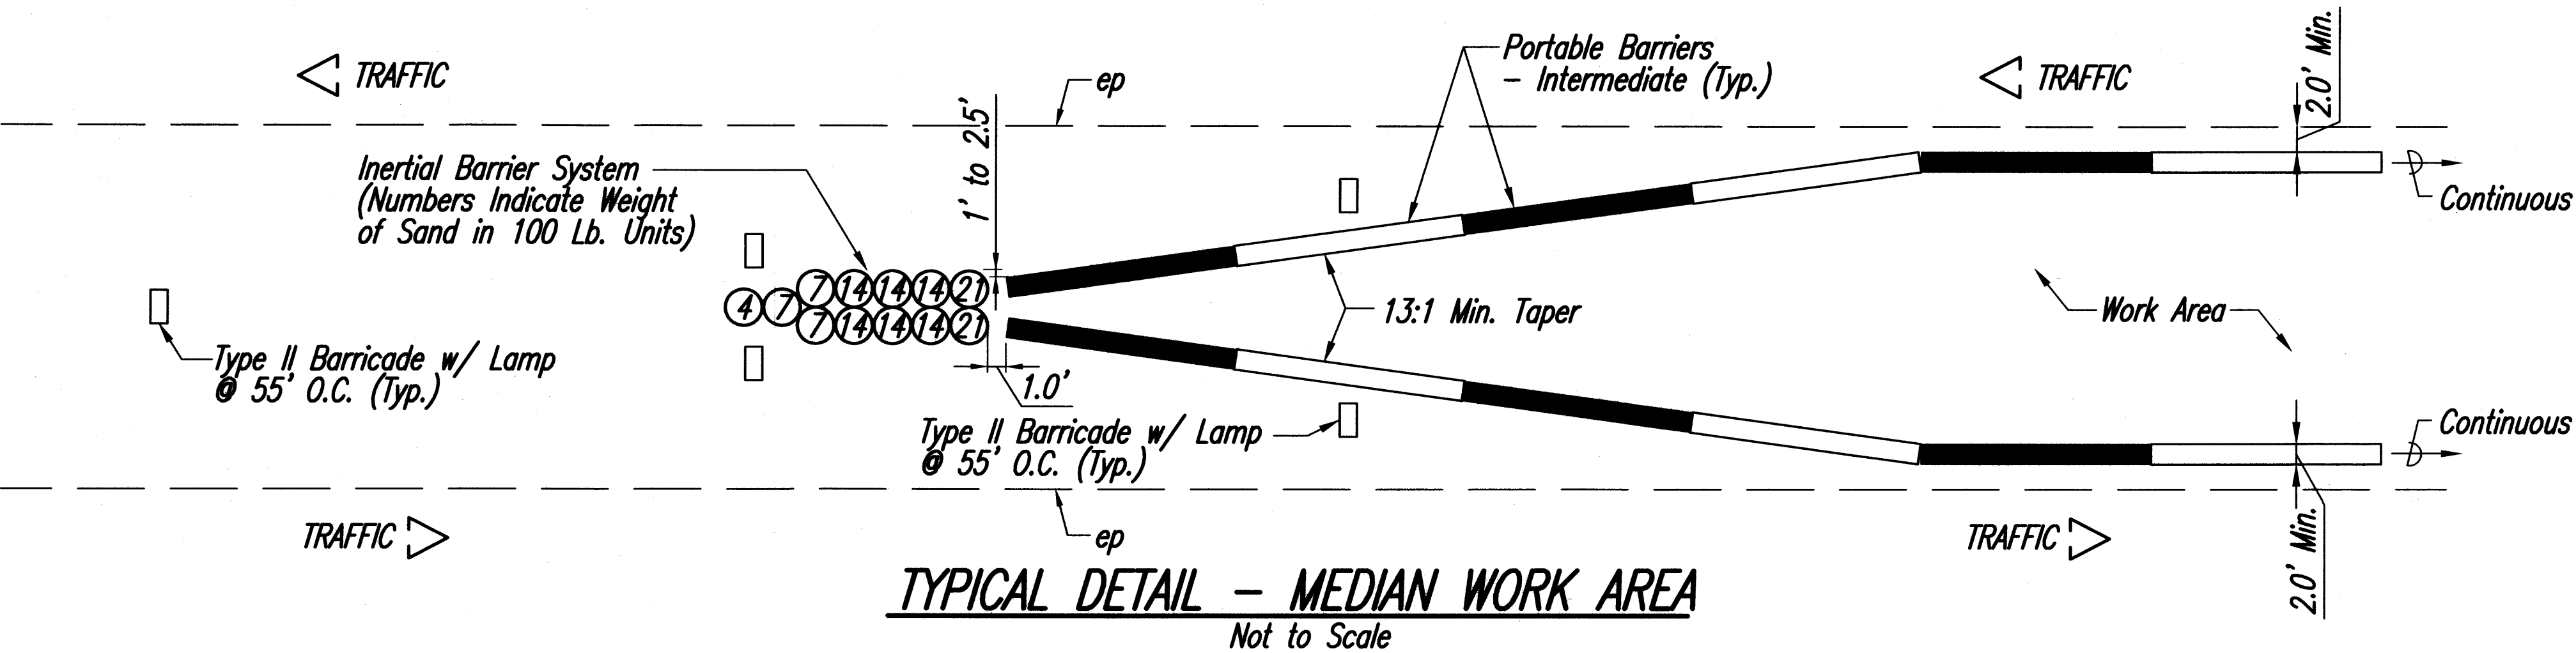 TRAFFIC
TRAFFIC
ep
Portable Barriers
- Intermediate (Typ.)
2.0' Min.
1' to 2.5'
Inertial Barrier System
(Numbers Indicate Weight
of Sand in 100 Lb. Units)
Continuous
7 14 14 14 21
4 7
7 14 14 14 21
13:1 Min. Taper
Work Area
Type II Barricade w/ Lamp
@ 55' O.C. (Typ.)
1.0'
Type II Barricade w/ Lamp
@ 55' O.C. (Typ.)
Continuous
TRAFFIC
ep
TRAFFIC
2.0' Min.
TYPICAL DETAIL - MEDIAN WORK AREA
Not to Scale